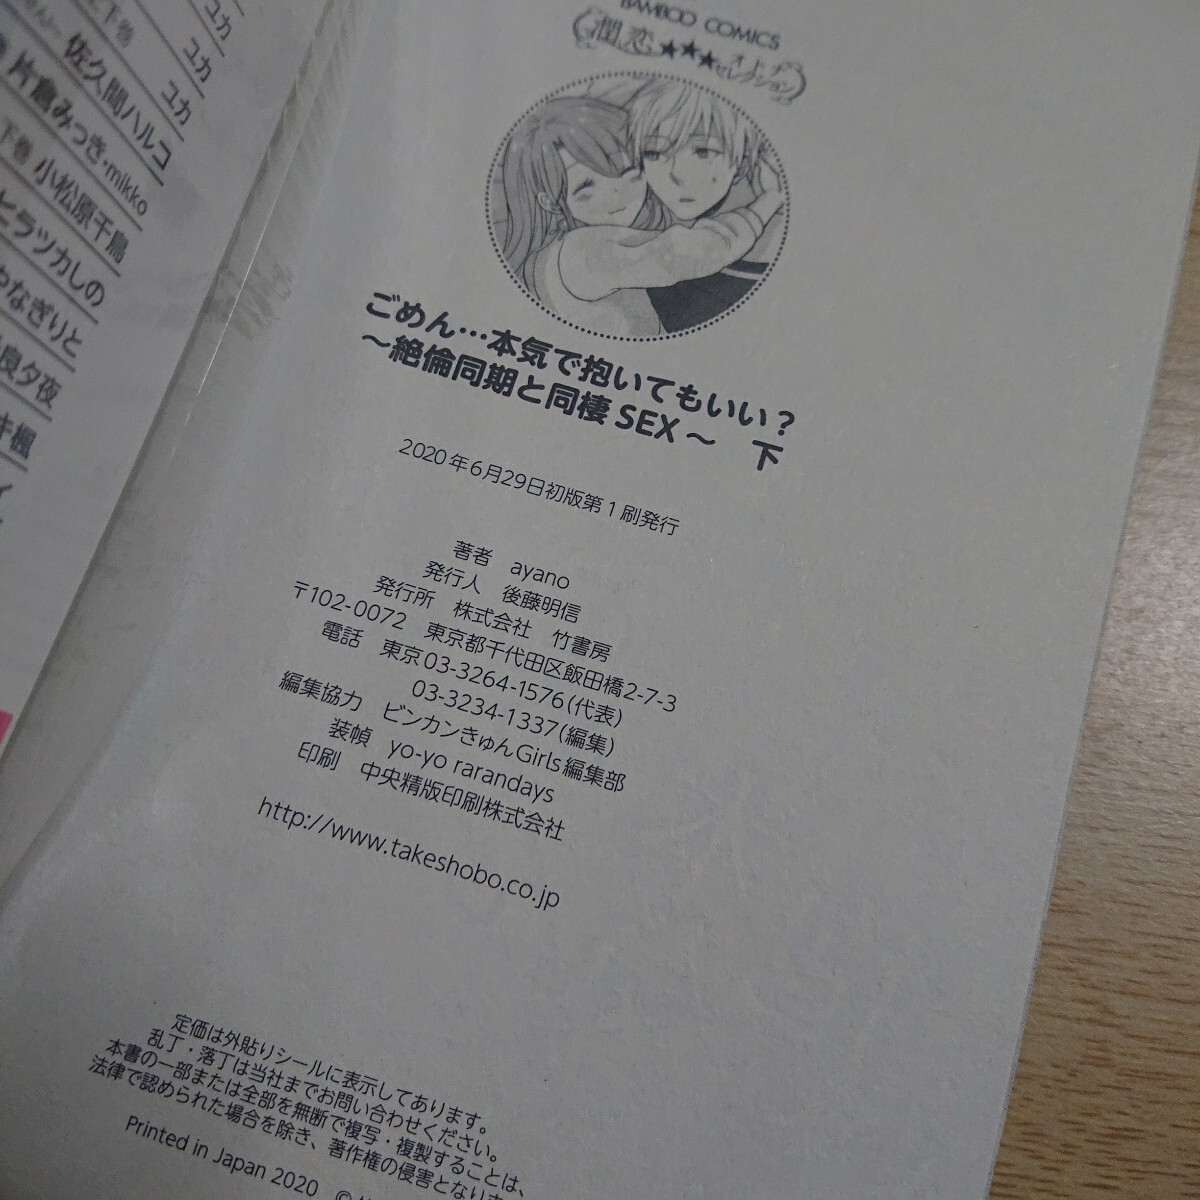 ユカ
ユカ
下巻 ユカ
佐久間ハルコ
片倉みつき・mikko
下巻 小松原千鳥
ヒラツカしの
やなぎりと
良夕夜
キ楓
BAMBOO COMICS
潤恋★★★オトナセレクション
ごめん…本気で抱いてもいい？
～絶倫同期と同棲SEX～　下
2020年6月29日初版第1刷発行
著者　ayano
発行人　後藤明信
発行所　株式会社　竹書房
〒102-0072　東京都千代田区飯田橋2-7-3
電話　東京03-3264-1576(代表)
03-3234-1337(編集)
編集協力　ビンカンきゅんGirls編集部
装幀　yo-yo rarandays
印刷　中央精版印刷株式会社
http://www.takeshobo.co.jp
定価は外貼りシールに表示してあります。
乱丁・落丁は当社までお問い合わせください。
本書の一部または全部を無断で複写・複製することは、
法律で認められた場合を除き、著作権の侵害となりま
Printed in Japan 2020 ©